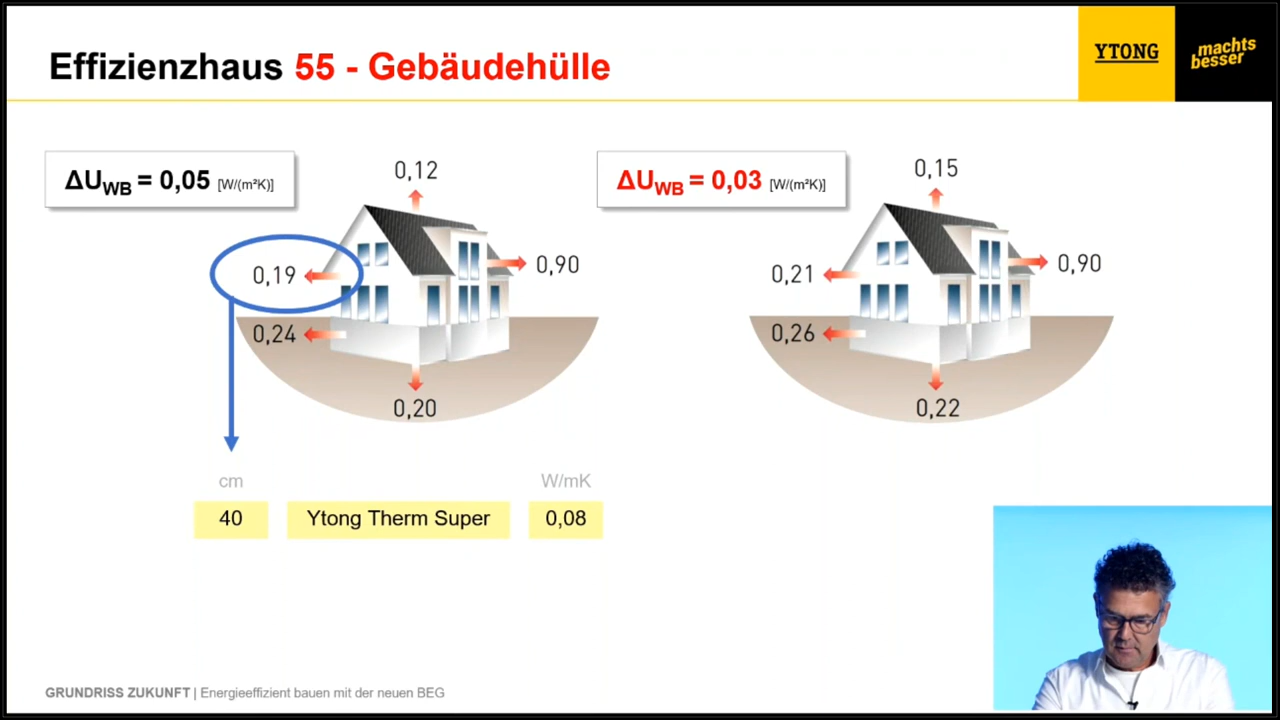 Effizienzhaus 55 - Gebäudehülle
YTONG
machts
besser
ΔU_WB = 0,05 [W/(m²K)]
0,12
0,19
0,90
0,24
0,20
ΔU_WB = 0,03 [W/(m²K)]
0,15
0,21
0,90
0,26
0,22
cm
W/mK
40
Ytong Therm Super
0,08
GRUNDRISS ZUKUNFT | Energieeffizient bauen mit der neuen BEG